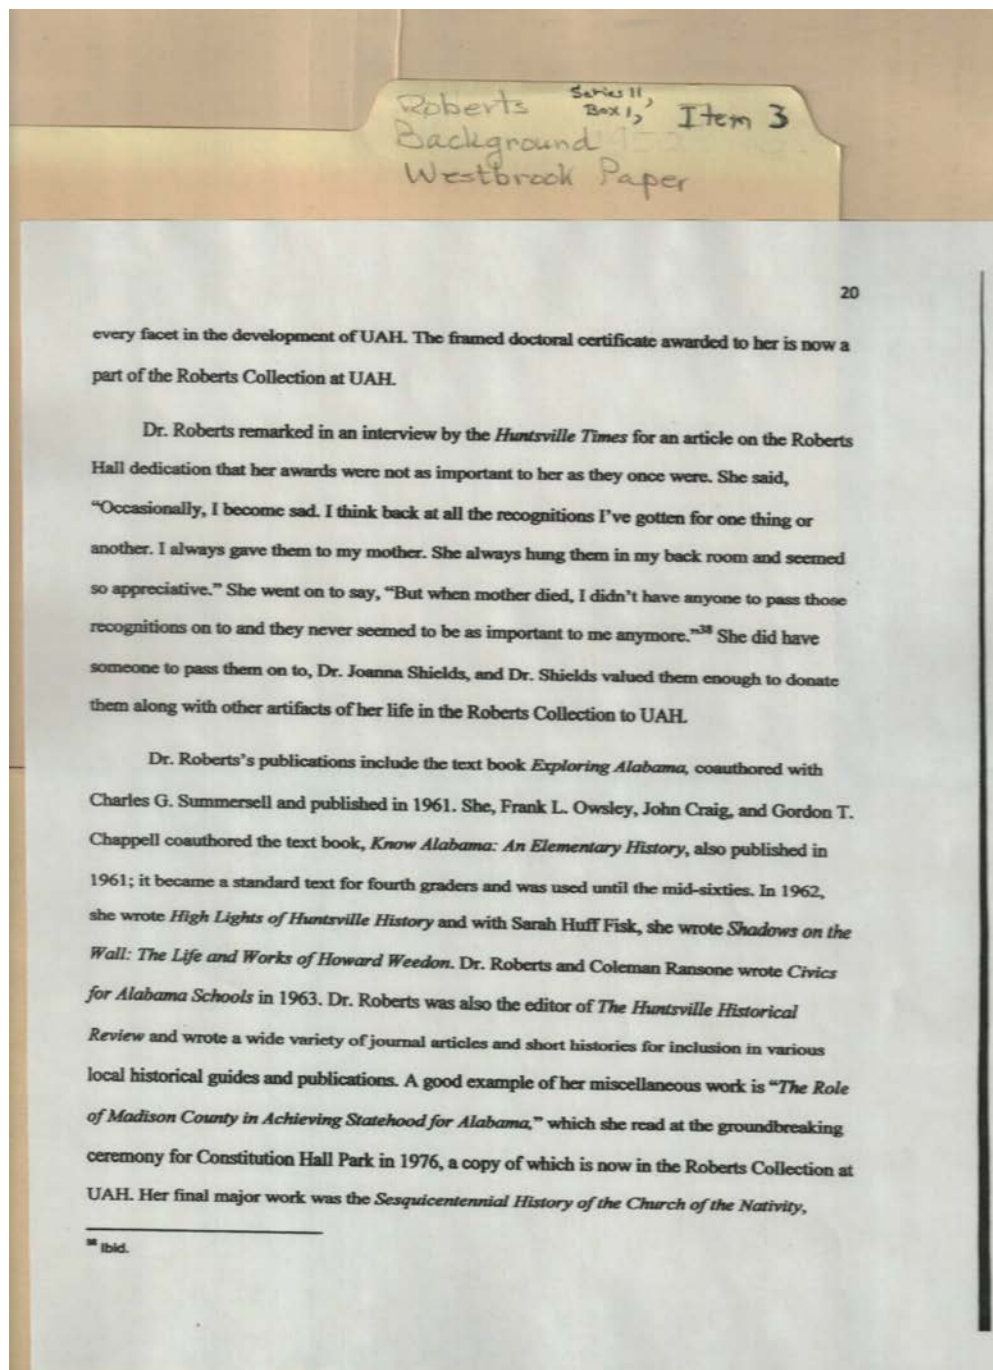 Roberts Series 11, Box 1, Item 3
Background
Westbrook Paper
20
every facet in the development of UAH. The framed doctoral certificate awarded to her is now a
part of the Roberts Collection at UAH.
Dr. Roberts remarked in an interview by the Huntsville Times for an article on the Roberts
Hall dedication that her awards were not as important to her as they once were. She said,
“Occasionally, I become sad. I think back at all the recognitions I’ve gotten for one thing or
another. I always gave them to my mother. She always hung them in my back room and seemed
so appreciative.” She went on to say, “But when mother died, I didn’t have anyone to pass those
recognitions on to and they never seemed to be as important to me anymore.”38 She did have
someone to pass them on to, Dr. Joanna Shields, and Dr. Shields valued them enough to donate
them along with other artifacts of her life in the Roberts Collection to UAH.
Dr. Roberts’s publications include the text book Exploring Alabama, coauthored with
Charles G. Summersell and published in 1961. She, Frank L. Owsley, John Craig, and Gordon T.
Chappell coauthored the text book, Know Alabama: An Elementary History, also published in
1961; it became a standard text for fourth graders and was used until the mid-sixties. In 1962,
she wrote High Lights of Huntsville History and with Sarah Huff Fisk, she wrote Shadows on the
Wall: The Life and Works of Howard Weedon. Dr. Roberts and Coleman Ransone wrote Civics
for Alabama Schools in 1963. Dr. Roberts was also the editor of The Huntsville Historical
Review and wrote a wide variety of journal articles and short histories for inclusion in various
local historical guides and publications. A good example of her miscellaneous work is “The Role
of Madison County in Achieving Statehood for Alabama,” which she read at the groundbreaking
ceremony for Constitution Hall Park in 1976, a copy of which is now in the Roberts Collection at
UAH. Her final major work was the Sesquicentennial History of the Church of the Nativity,
38 Ibid.